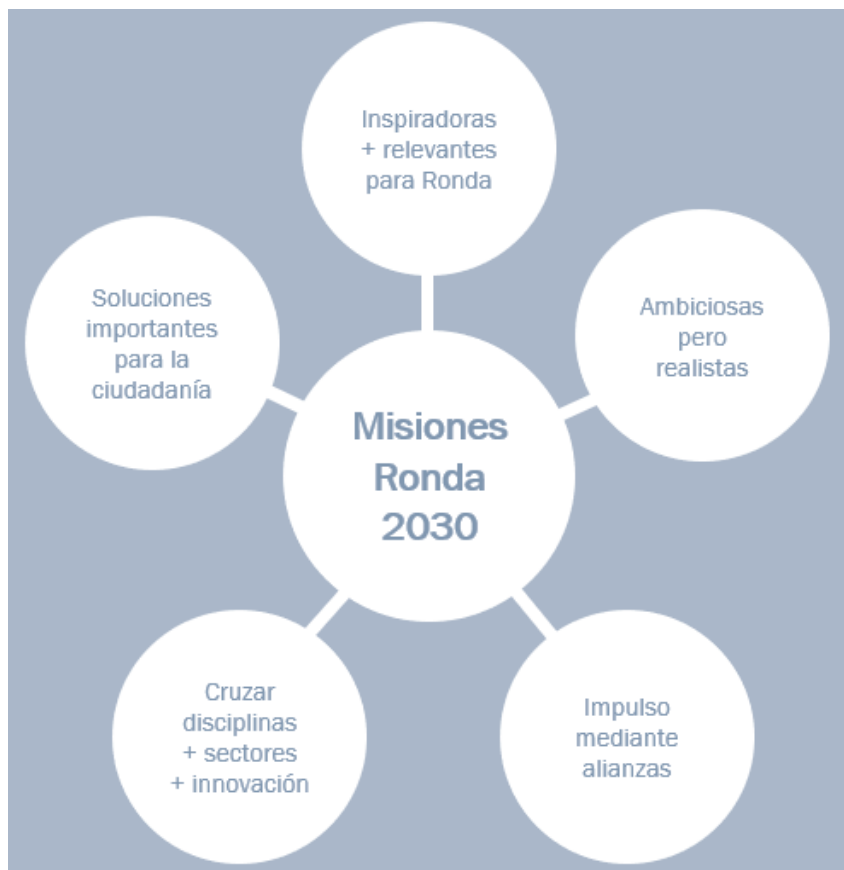 Inspiradoras
+ relevantes
para Ronda
Ambiciosas
pero
realistas
Impulso
mediante
alianzas
Cruzar
disciplinas
+ sectores
+ innovación
Soluciones
importantes
para la
ciudadanía
Misiones
Ronda
2030